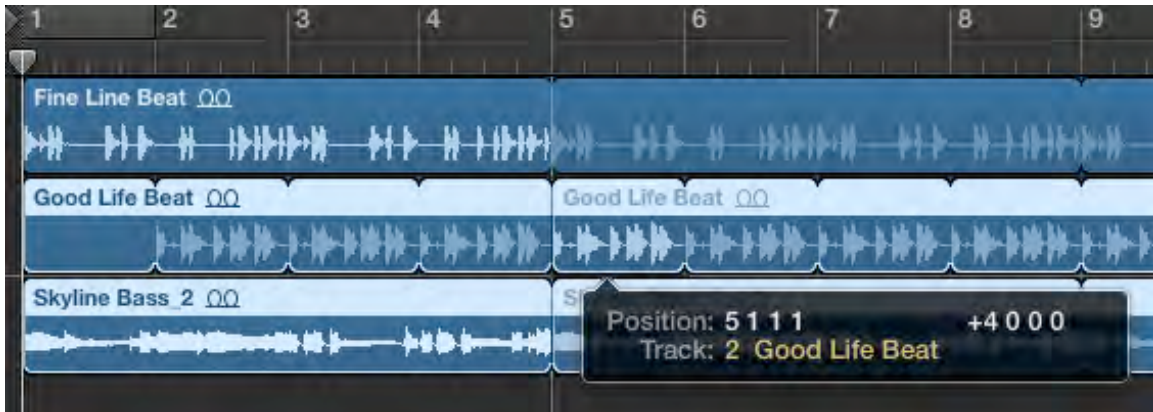 1 2 3 4 5 6 7 8 9
Fine Line Beat
Good Life Beat Good Life Beat
Skyline Bass_2 S
Position: 5 1 1 1 +4 0 0 0
Track: 2 Good Life Beat